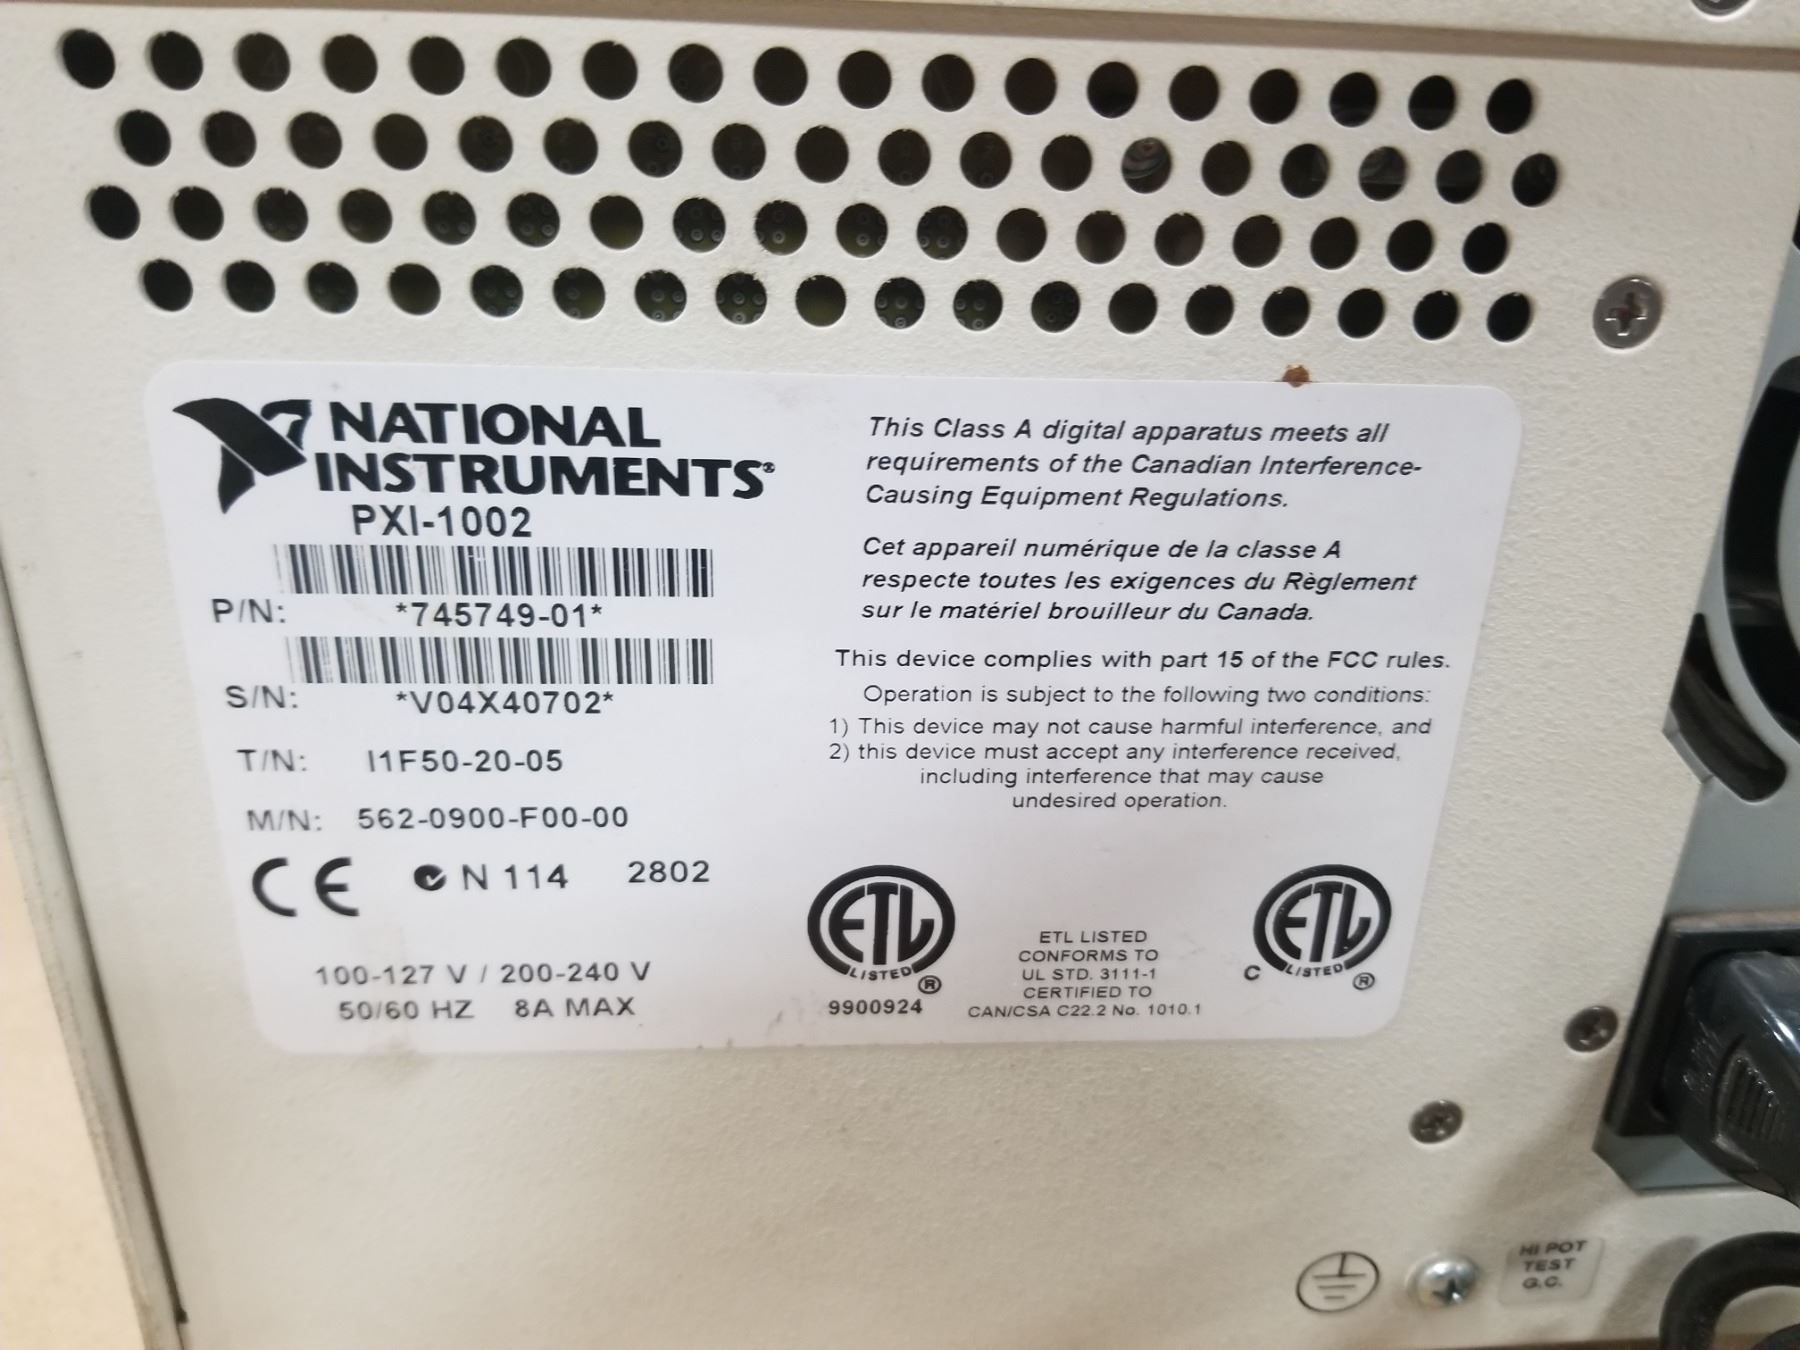 NATIONAL
INSTRUMENTS®
PXI-1002
P/N: *745749-01*
S/N: *V04X40702*
T/N: I1F50-20-05
M/N: 562-0900-F00-00
CE N 114 2802
100-127 V / 200-240 V
50/60 HZ 8A MAX
This Class A digital apparatus meets all
requirements of the Canadian Interference-
Causing Equipment Regulations.
Cet appareil numérique de la classe A
respecte toutes les exigences du Règlement
sur le matériel brouilleur du Canada.
This device complies with part 15 of the FCC rules.
Operation is subject to the following two conditions:
1) This device may not cause harmful interference, and
2) this device must accept any interference received,
including interference that may cause
undesired operation.
ETL
LISTED ®
9900924
ETL LISTED
CONFORMS TO
UL STD. 3111-1
CERTIFIED TO
CAN/CSA C22.2 No. 1010.1
ETL
C LISTED ®
HI POT
TEST
G.C.